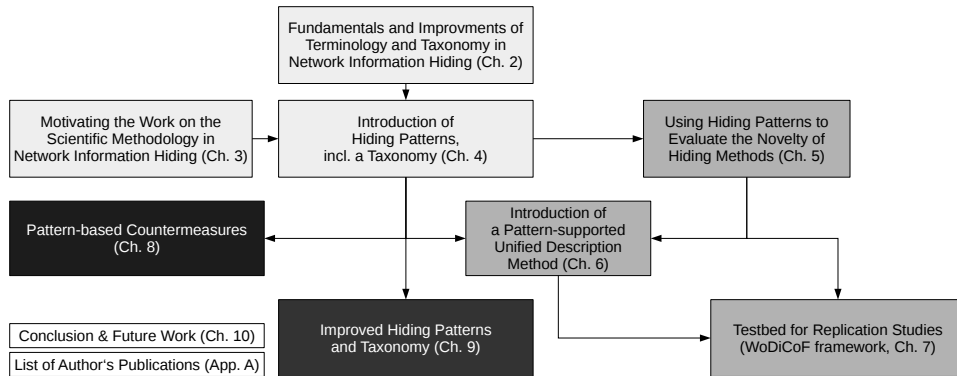 Fundamentals and Improvments of
Terminology and Taxonomy in
Network Information Hiding (Ch. 2)
Motivating the Work on the
Scientific Methodology in
Network Information Hiding (Ch. 3)
Introduction of
Hiding Patterns,
incl. a Taxonomy (Ch. 4)
Using Hiding Patterns to
Evaluate the Novelty of
Hiding Methods (Ch. 5)
Pattern-based Countermeasures
(Ch. 8)
Introduction of
a Pattern-supported
Unified Description
Method (Ch. 6)
Conclusion & Future Work (Ch. 10)
List of Author‘s Publications (App. A)
Improved Hiding Patterns
and Taxonomy (Ch. 9)
Testbed for Replication Studies
(WoDiCoF framework, Ch. 7)